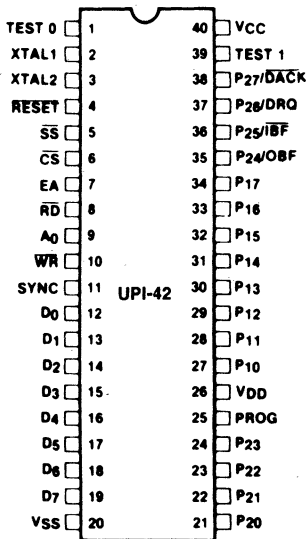 TEST 0 1 40 VCC
XTAL1 2 39 TEST 1
XTAL2 3 38 P27/DACK
RESET 4 37 P26/DRQ
SS 5 36 P25/IBF
CS 6 35 P24/OBF
EA 7 34 P17
RD 8 33 P16
A0 9 32 P15
WR 10 31 P14
SYNC 11 UPI-42 30 P13
D0 12 29 P12
D1 13 28 P11
D2 14 27 P10
D3 15 26 VDD
D4 16 25 PROG
D5 17 24 P23
D6 18 23 P22
D7 19 22 P21
VSS 20 21 P20